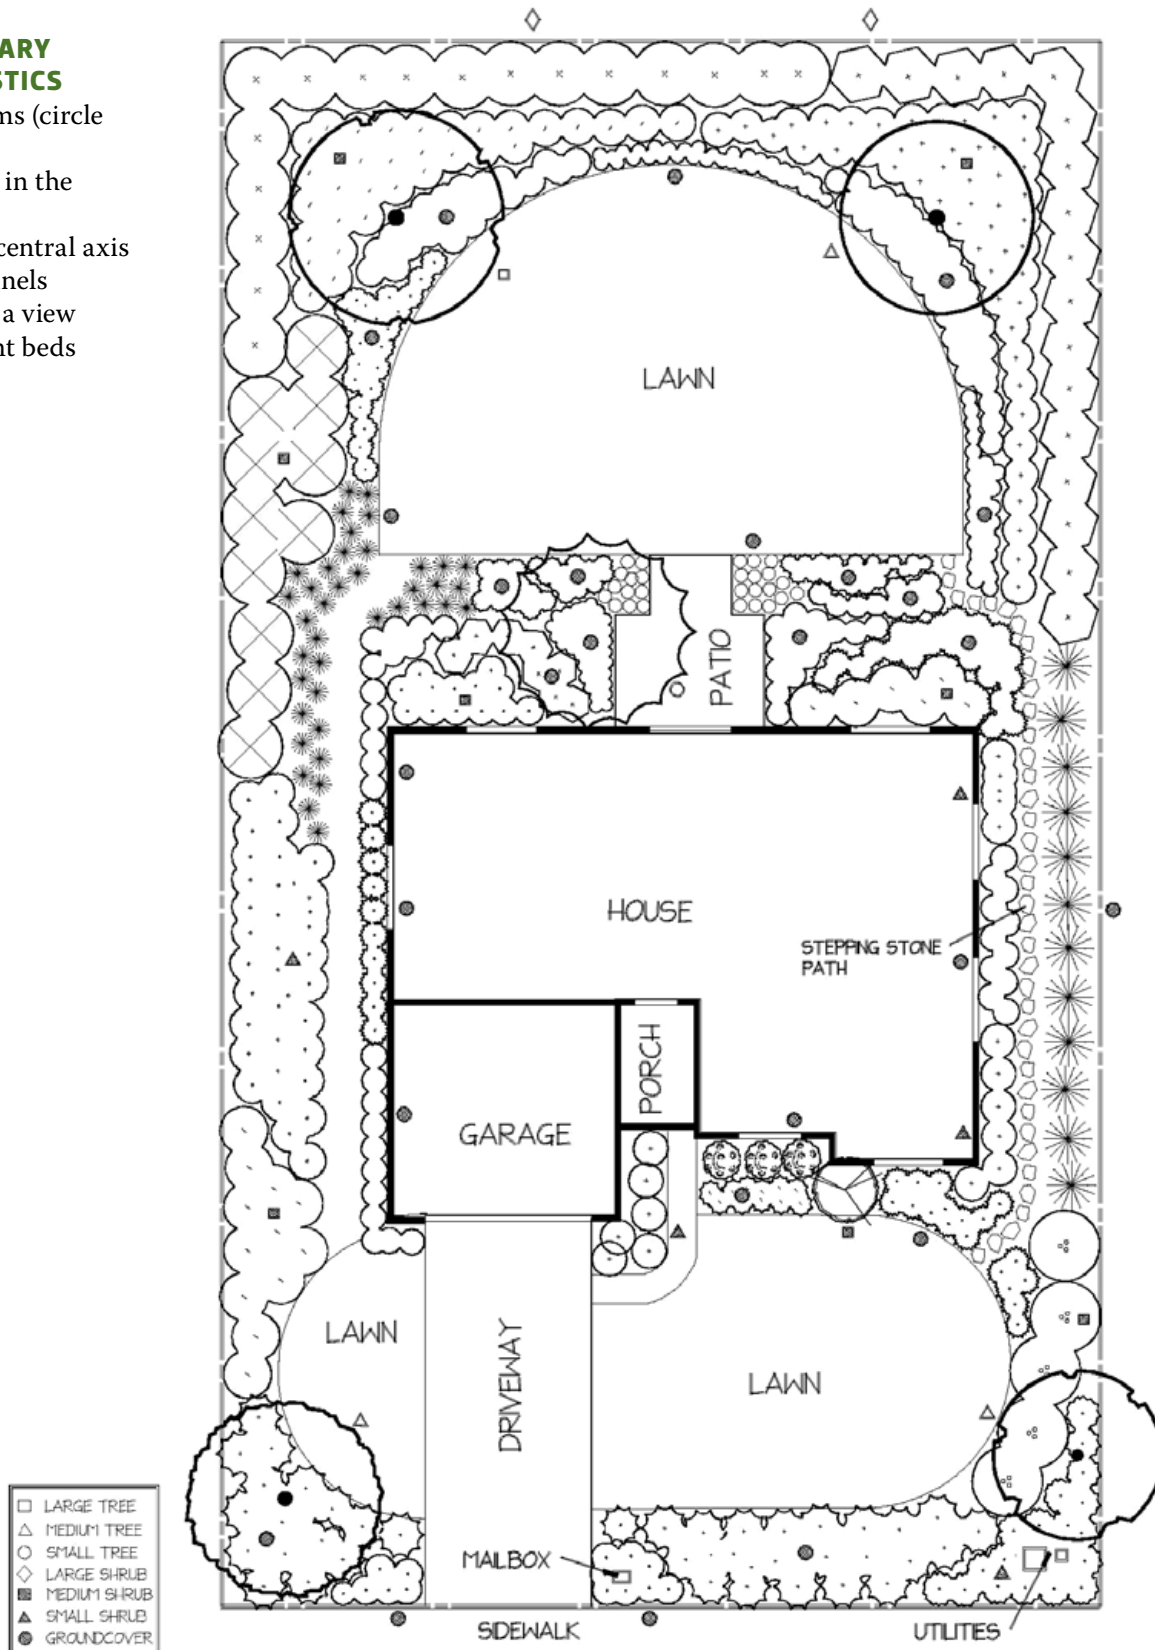 ARY
STICS
ms (circle
in the
central axis
nels
a view
nt beds
LAWN
PATIO
HOUSE
STEPPING STONE
PATH
PORCH
GARAGE
LAWN
DRIVEWAY
LAWN
MAILBOX
SIDEWALK
UTILITIES
LARGE TREE
MEDIUM TREE
SMALL TREE
LARGE SHRUB
MEDIUM SHRUB
SMALL SHRUB
GROUNDCOVER